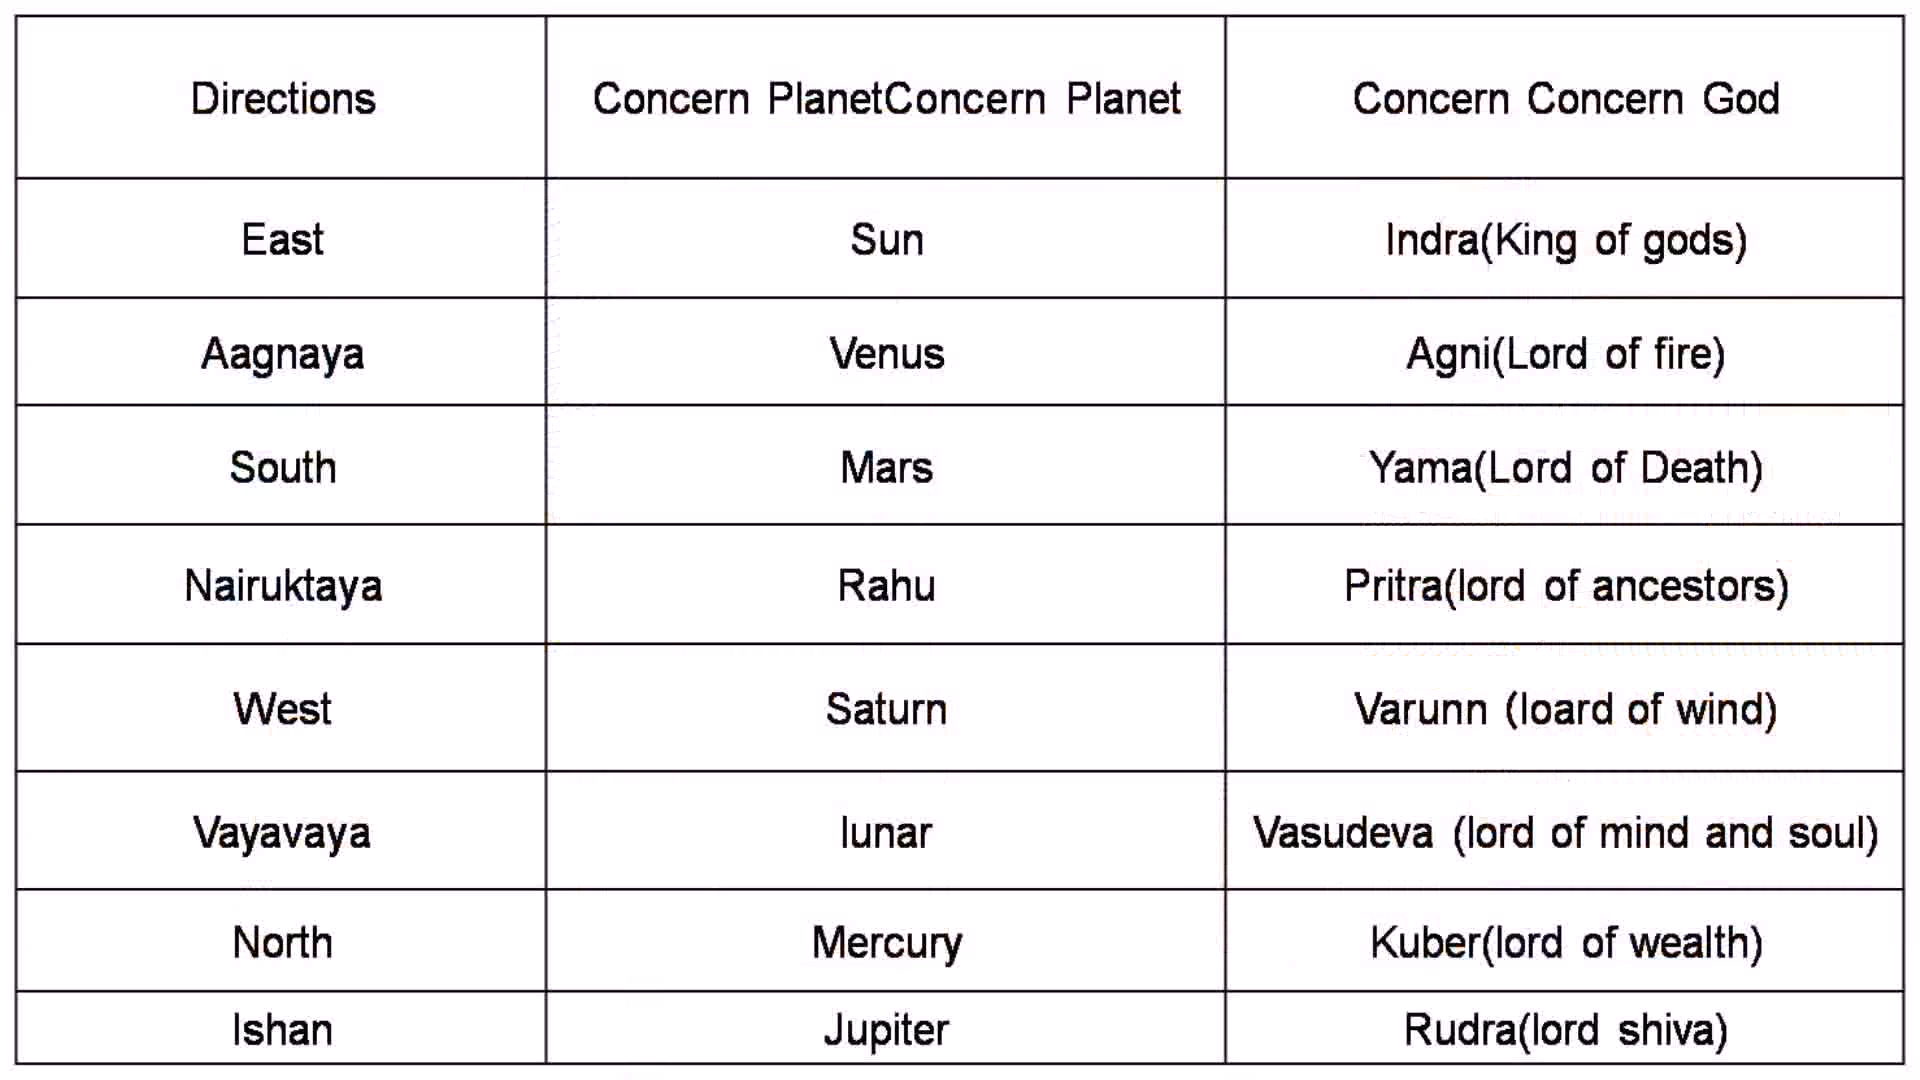 Directions Concern PlanetConcern Planet Concern Concern God
East Sun Indra(King of gods)
Aagnaya Venus Agni(Lord of fire)
South Mars Yama(Lord of Death)
Nairuktaya Rahu Pritra(lord of ancestors)
West Saturn Varunn (loard of wind)
Vayavaya lunar Vasudeva (lord of mind and soul)
North Mercury Kuber(lord of wealth)
Ishan Jupiter Rudra(lord shiva)